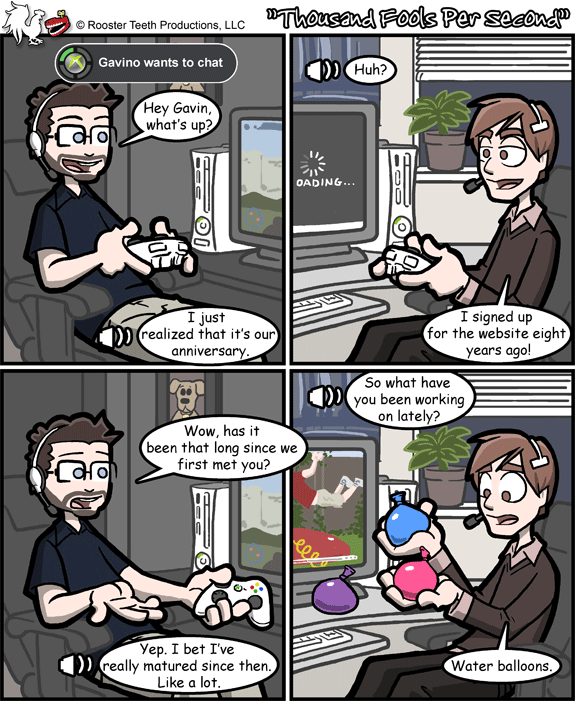 © Rooster Teeth Productions, LLC
"Thousand Fools Per Second"
Gavino wants to chat
Hey Gavin,
what's up?
I just
realized that it's our
anniversary.
Huh?
OADING...
I signed up
for the website eight
years ago!
Wow, has it
been that long since we
first met you?
Yep. I bet I've
really matured since then.
Like a lot.
So what have
you been working
on lately?
Water balloons.